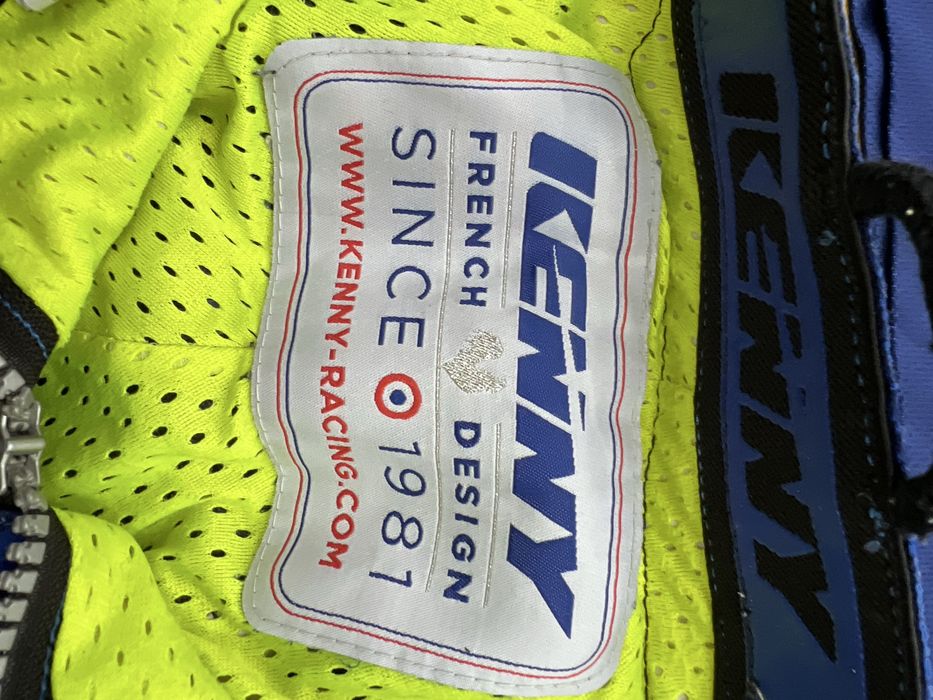 KENNY
KENNY
FRENCH DESIGN
SINCE 1981
WWW.KENNY-RACING.COM